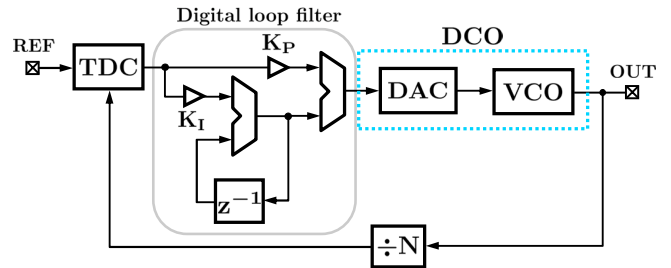 Digital loop filter
REF
TDC
K_P
K_I
z^{-1}
DCO
DAC
VCO
OUT
÷N